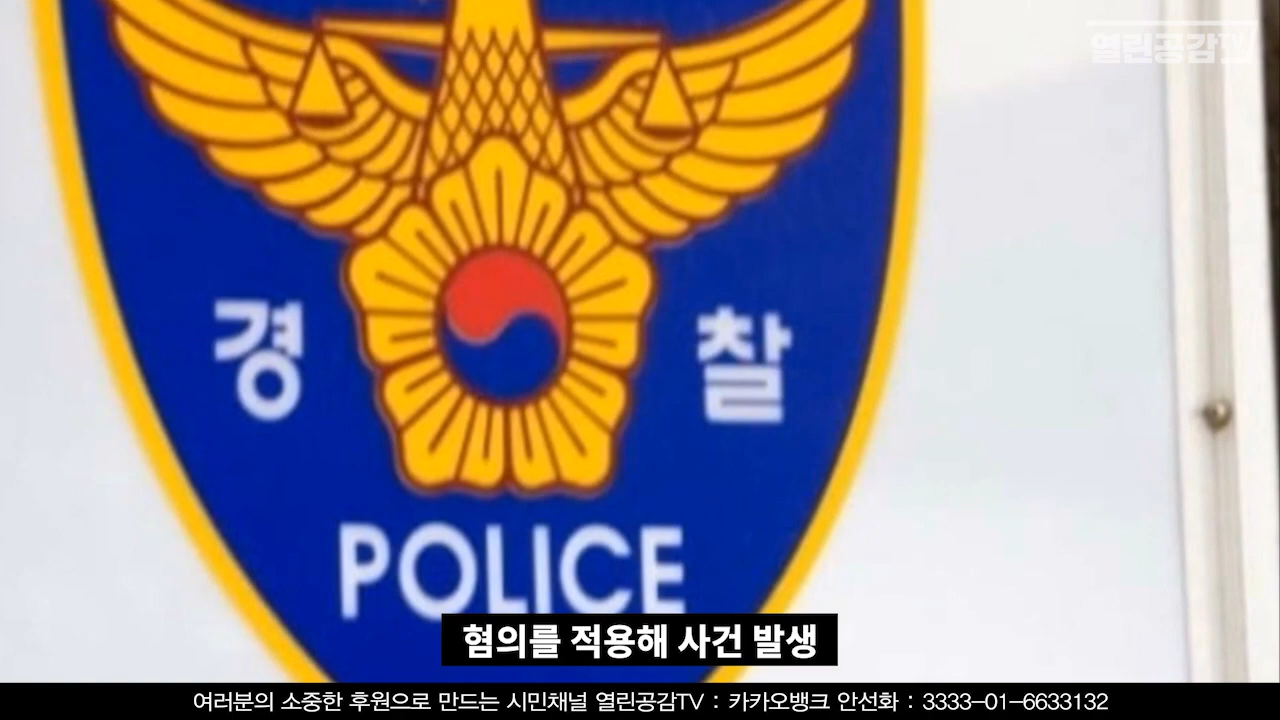 열린공감TV
경 찰
POLICE
혐의를 적용해 사건 발생
여러분의 소중한 후원으로 만드는 시민채널 열린공감TV : 카카오뱅크 안선화 : 3333-01-6633132